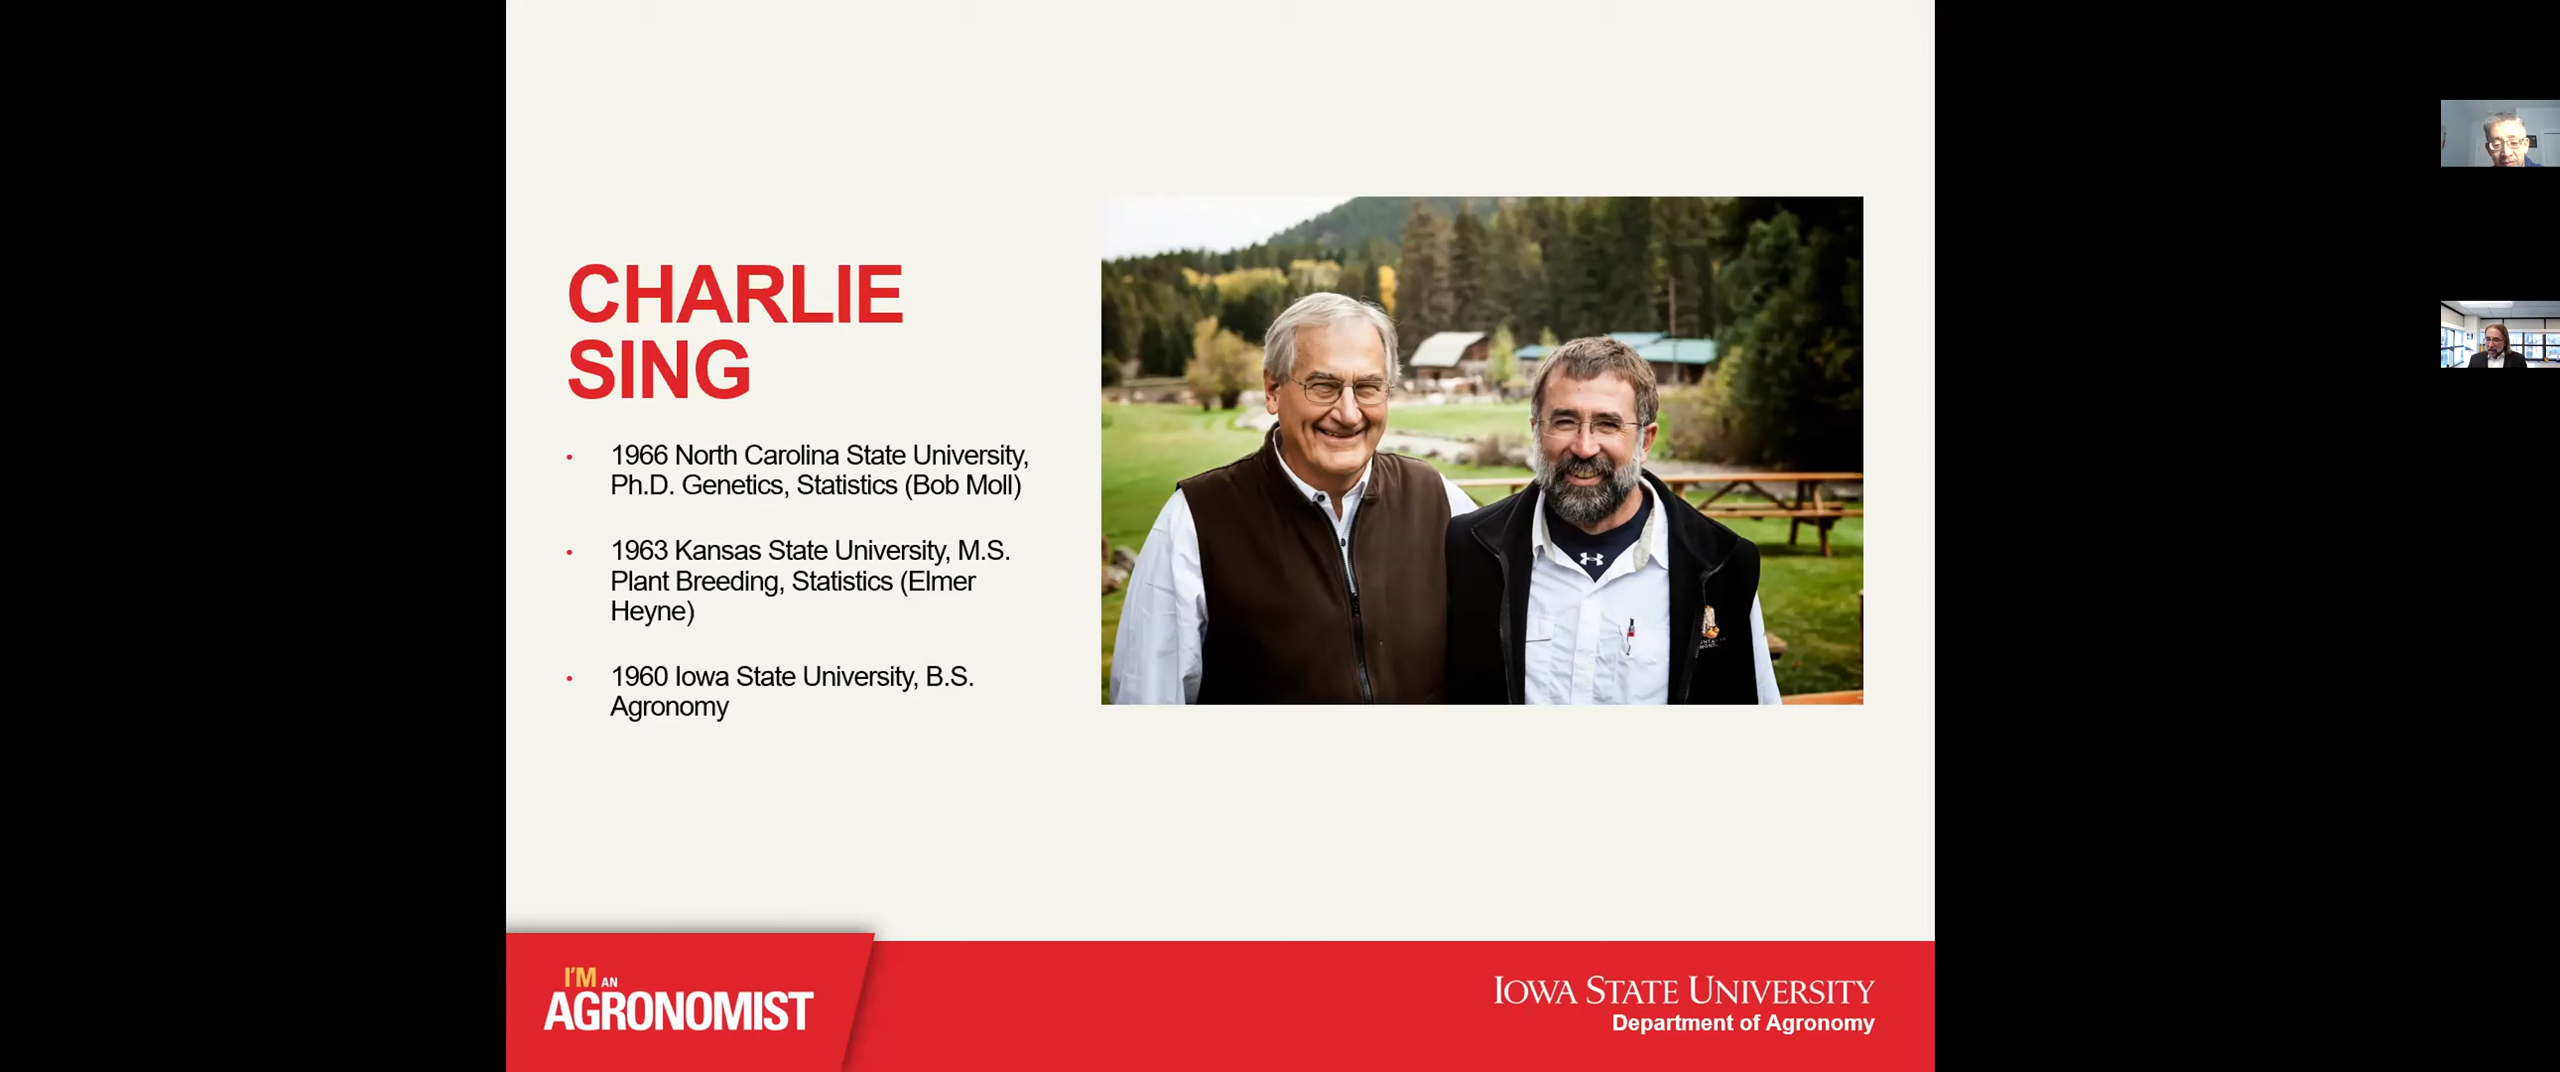 CHARLIE
SING
• 1966 North Carolina State University,
Ph.D. Genetics, Statistics (Bob Moll)
• 1963 Kansas State University, M.S.
Plant Breeding, Statistics (Elmer
Heyne)
• 1960 Iowa State University, B.S.
Agronomy
I'M AN
AGRONOMIST
IOWA STATE UNIVERSITY
Department of Agronomy